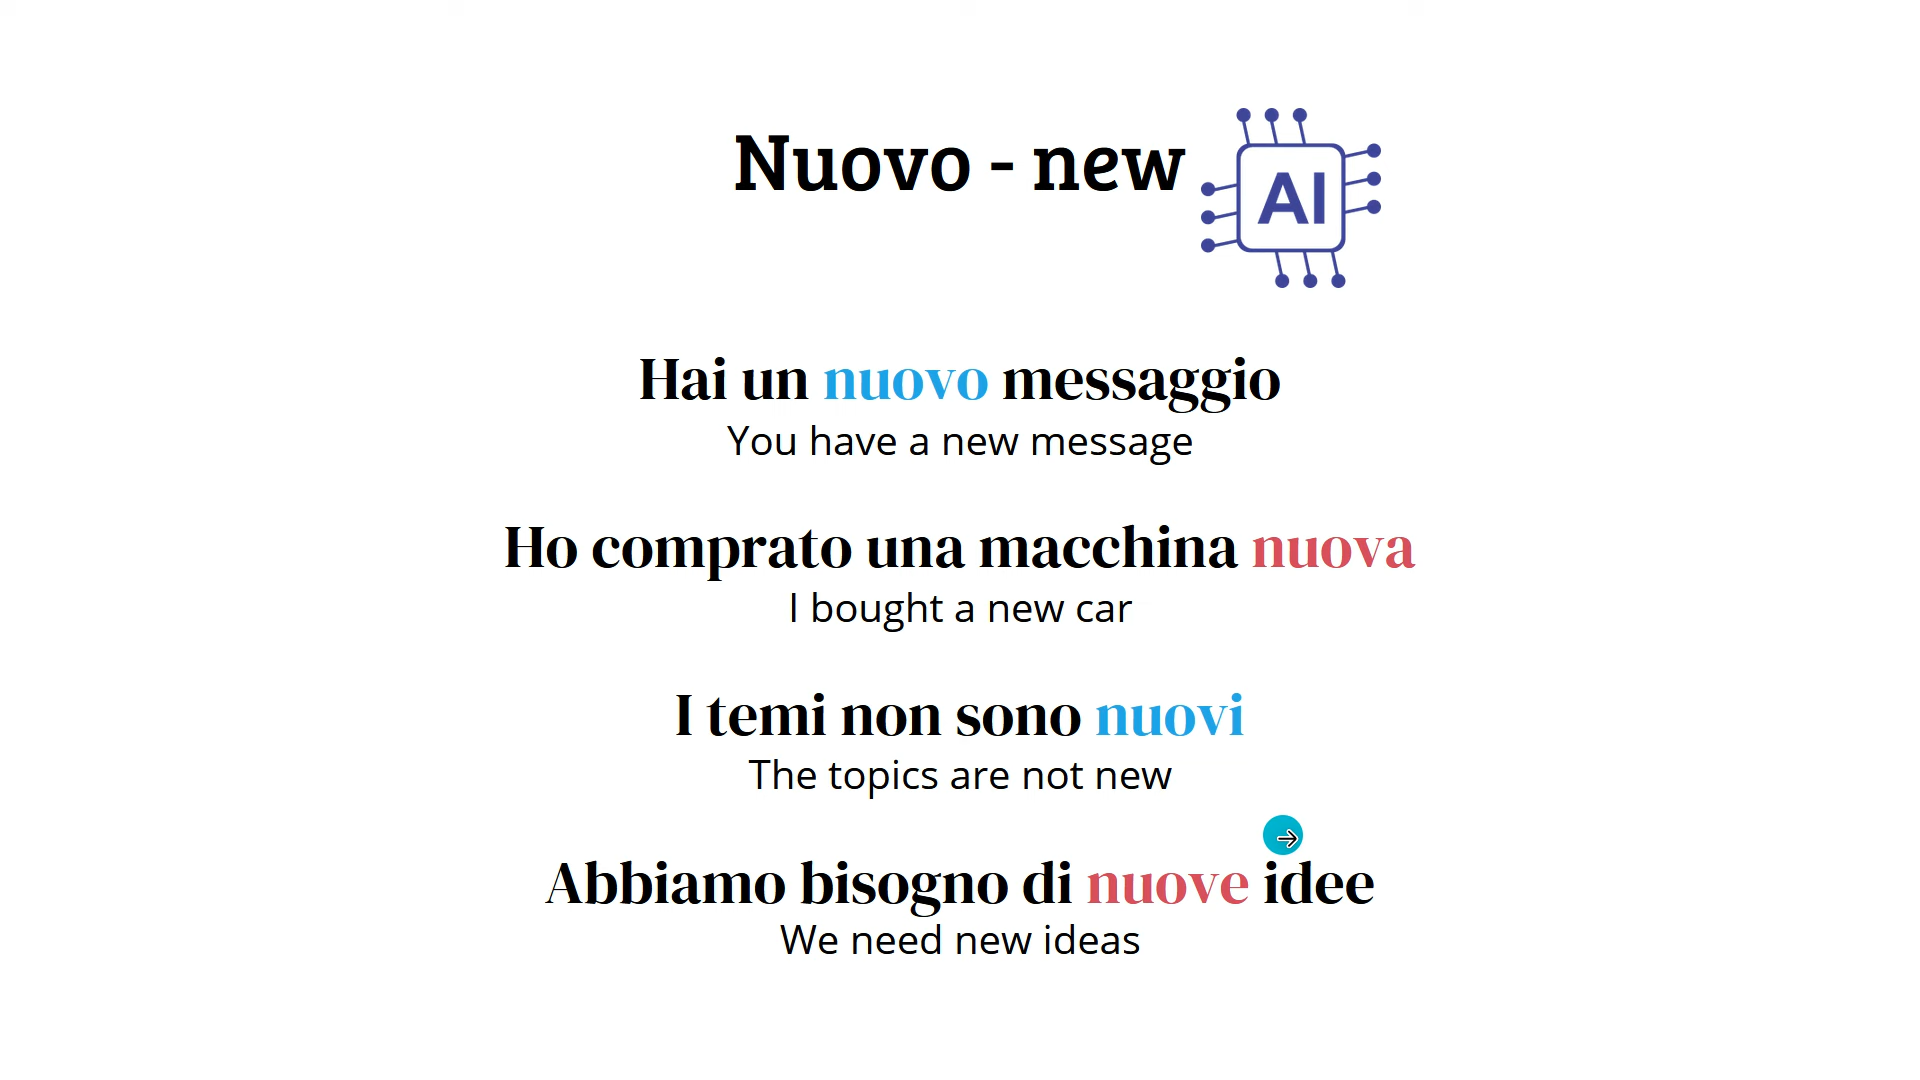 Nuovo - new
AI
Hai un nuovo messaggio
You have a new message
Ho comprato una macchina nuova
I bought a new car
I temi non sono nuovi
The topics are not new
Abbiamo bisogno di nuove idee
We need new ideas